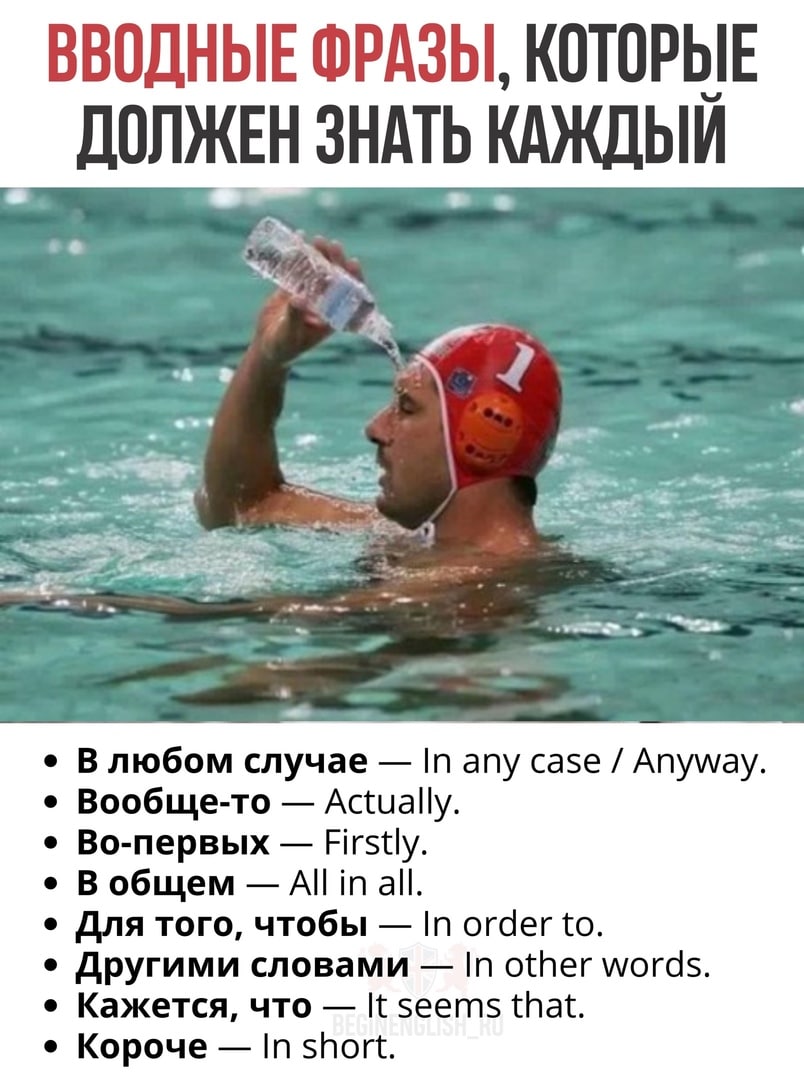 ВВОДНЫЕ ФРАЗЫ, КОТОРЫЕ
ДОЛЖЕН ЗНАТЬ КАЖДЫЙ
1
• В любом случае — In any case / Anyway.
• Вообще-то — Actually.
• Во-первых — Firstly.
• В общем — All in all.
• Для того, чтобы — In order to.
• Другими словами — In other words.
• Кажется, что — It seems that.
BEGINENGLISH_RU
• Короче — In short.